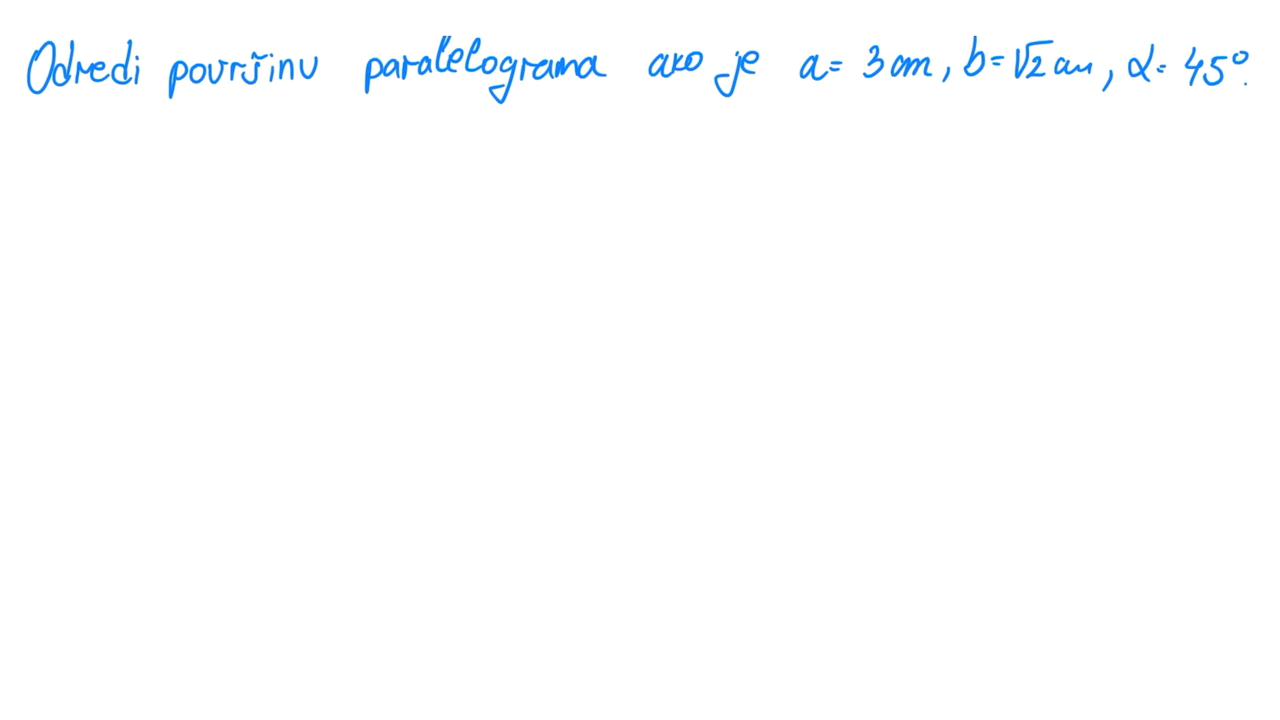 Odredi površinu paralelograma ako je a= 3 cm, b=√2 cm, α= 45°.